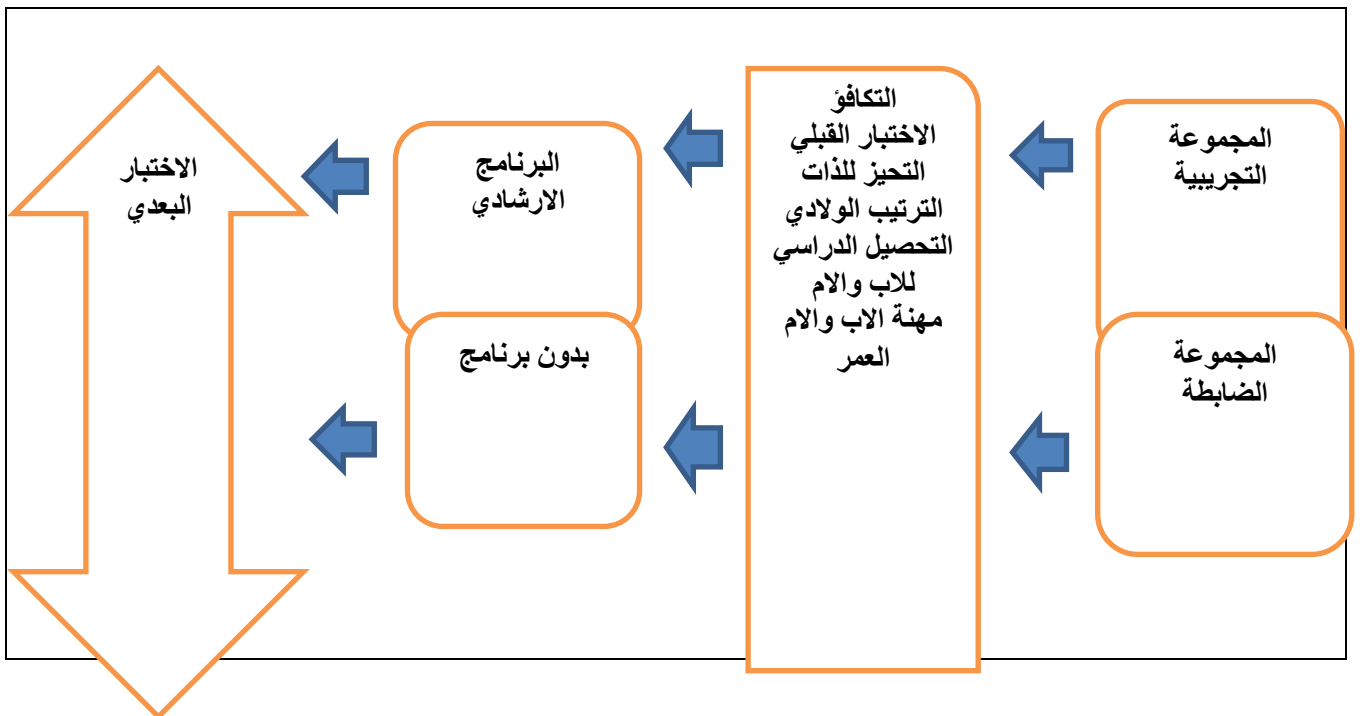 المجموعة
التجريبية
المجموعة
الضابطة
التكافؤ
الاختبار القبلي
التحيز للذات
الترتيب الولادي
التحصيل الدراسي
للاب والام
مهنة الاب والام
العمر
البرنامج
الارشادي
بدون برنامج
الاختبار
البعدي